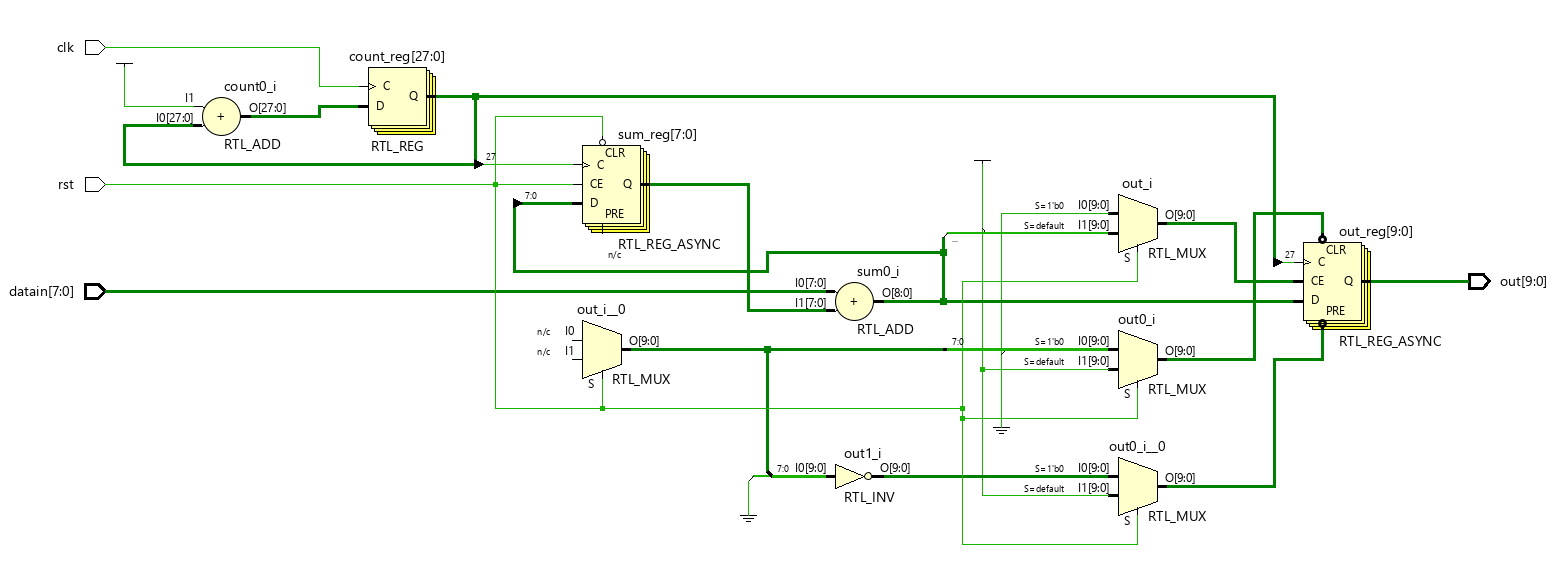 clk
count_reg[27:0]
count0_i
C
I1
O[27:0]
Q
D
I0[27:0]
+
RTL_ADD
RTL_REG
sum_reg[7:0]
CLR
27
C
rst
CE
Q
7:0
D
PRE
RTL_REG_ASYNC
n/c
out_i
S=1'b0
I0[9:0]
O[9:0]
S=default
I1[9:0]
S
RTL_MUX
out_reg[9:0]
CLR
27
C
CE
Q
D
PRE
RTL_REG_ASYNC
out[9:0]
datain[7:0]
sum0_i
I0[7:0]
O[8:0]
I1[7:0]
+
RTL_ADD
out_i__0
n/c
I0
O[9:0]
n/c
I1
S
RTL_MUX
out0_i
7:0
S=1'b0
I0[9:0]
O[9:0]
S=default
I1[9:0]
S
RTL_MUX
out1_i
7:0
I0[9:0]
O[9:0]
RTL_INV
out0_i__0
S=1'b0
I0[9:0]
O[9:0]
S=default
I1[9:0]
S
RTL_MUX